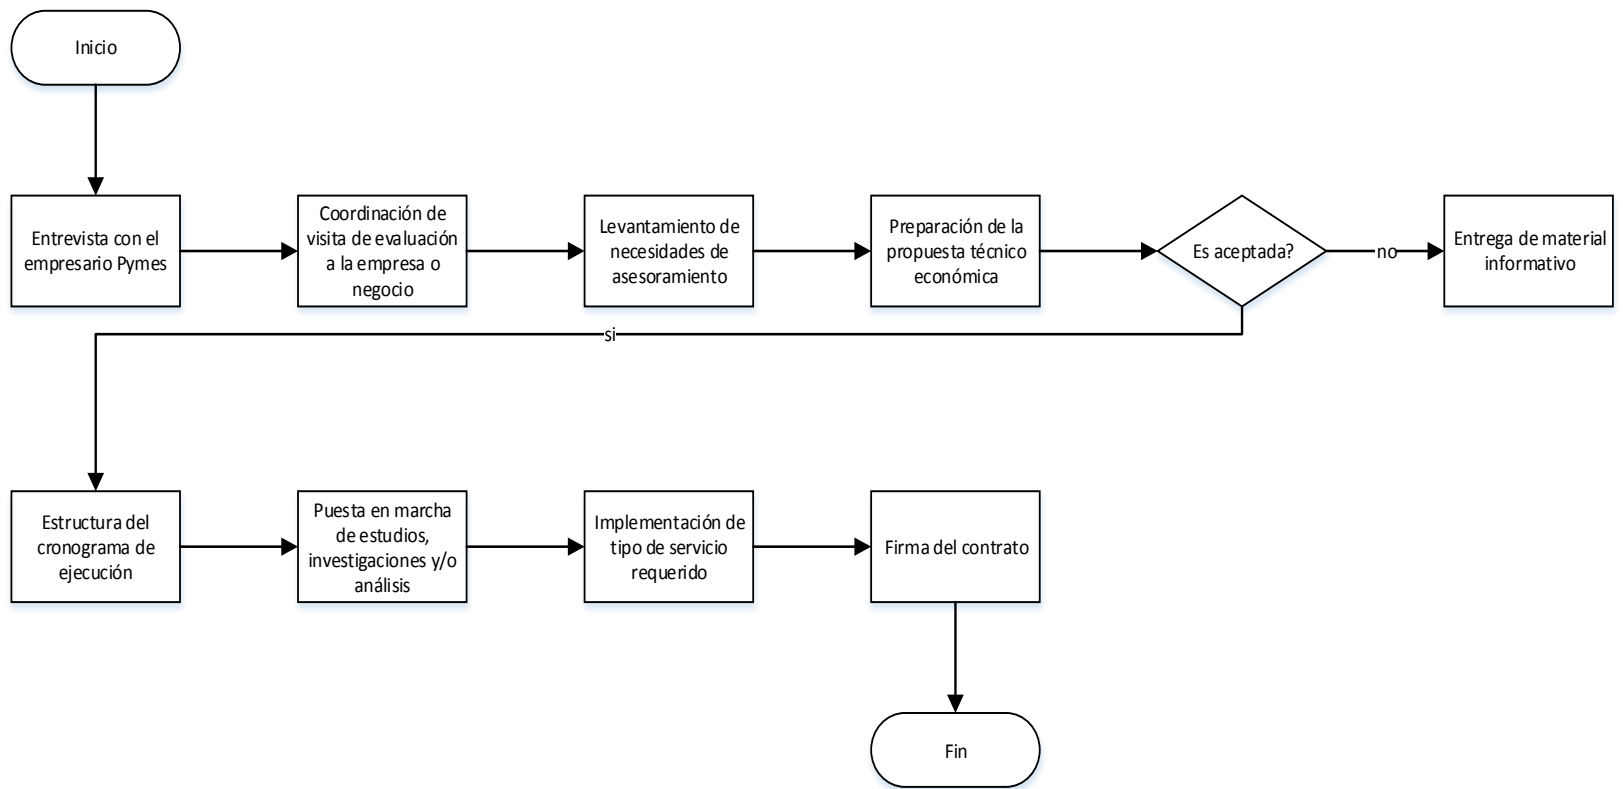 Inicio
Entrevista con el
empresario Pymes
Coordinación de
visita de evaluación
a la empresa o
negocio
Levantamiento de
necesidades de
asesoramiento
Preparación de la
propuesta técnico
económica
Es aceptada?
no
Entrega de material
informativo
si
Estructura del
cronograma de
ejecución
Puesta en marcha
de estudios,
investigaciones y/o
análisis
Implementación de
tipo de servicio
requerido
Firma del contrato
Fin